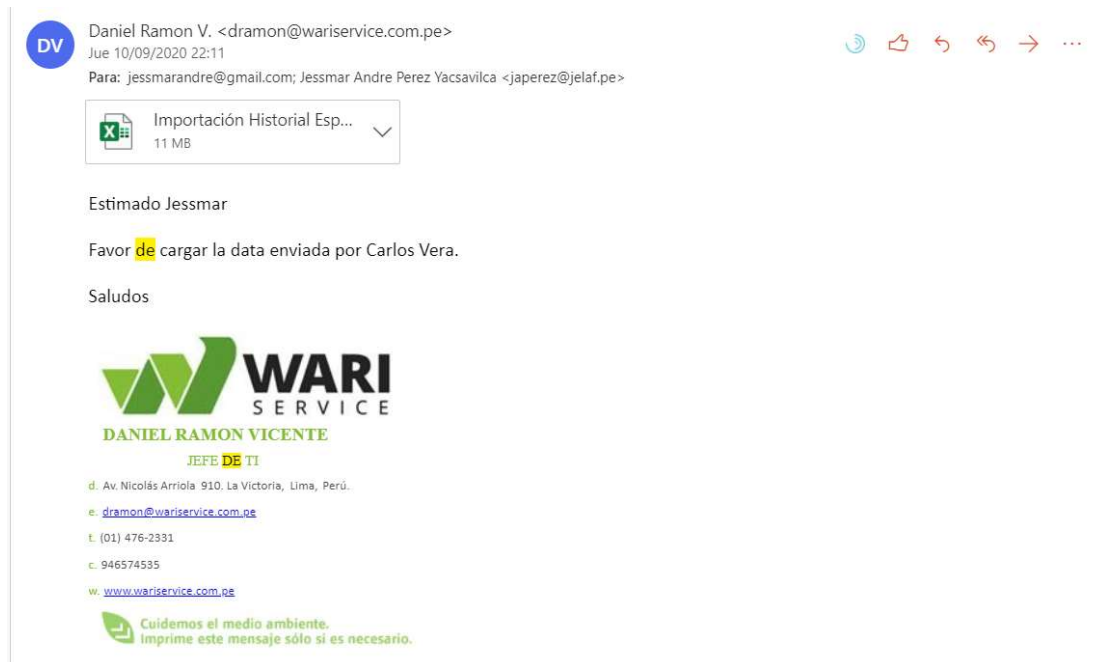 DV
Daniel Ramon V. <dramon@wariservice.com.pe>
Jue 10/09/2020 22:11
Para: jessmarandre@gmail.com; Jessmar Andre Perez Yacsavilca <japerez@jelaf.pe>
Importación Historial Esp...
11 MB
Estimado Jessmar
Favor de cargar la data enviada por Carlos Vera.
Saludos
WARI
SERVICE
DANIEL RAMON VICENTE
JEFE DE TI
d. Av. Nicolás Arriola 910. La Victoria, Lima, Perú.
e. dramon@wariservice.com.pe
t. (01) 476-2331
c. 946574535
w. www.wariservice.com.pe
Cuidemos el medio ambiente.
Imprime este mensaje sólo si es necesario.